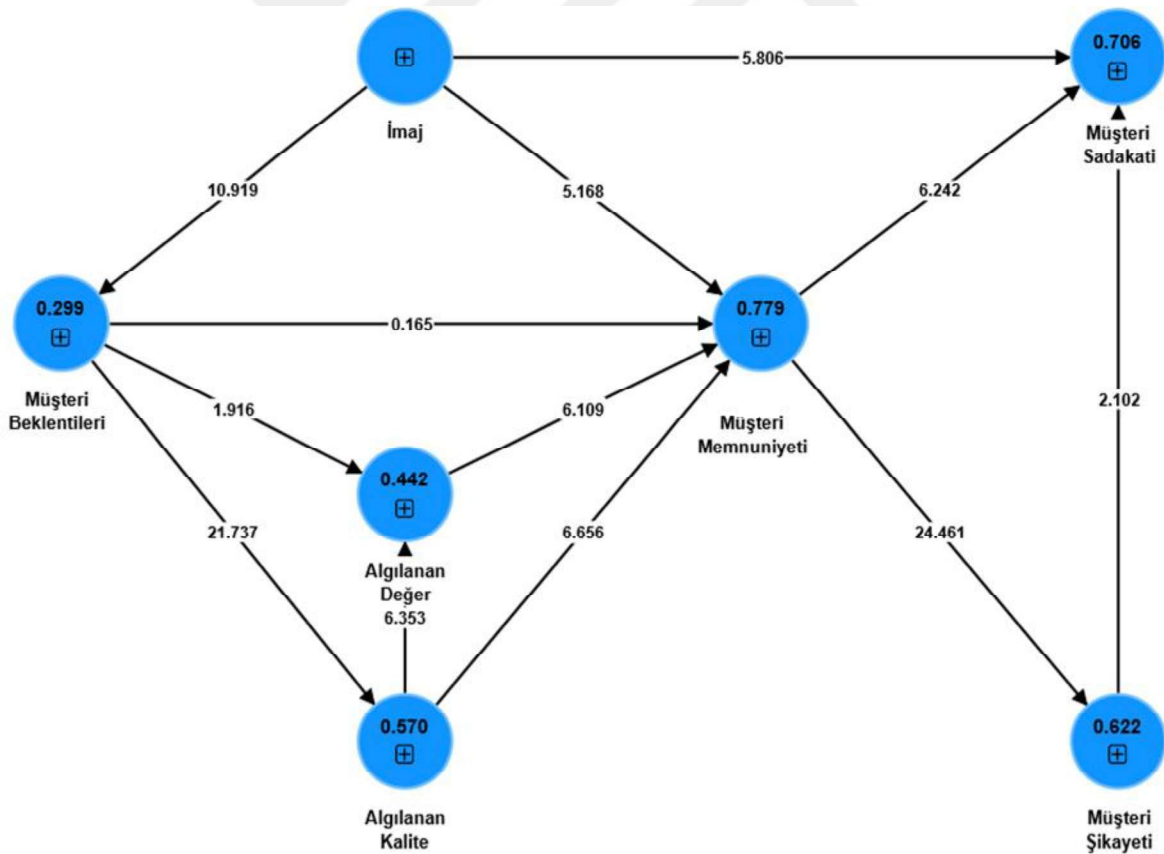 0.706
5.806
İmaj
Müşteri
Sadakati
10.919
5.168
6.242
0.299
0.165
0.779
Müşteri
Beklentileri
1.916
6.109
Müşteri
Memnuniyeti
2.102
0.442
21.737
6.656
24.461
Algılanan
Değer
6.353
0.570
0.622
Algılanan
Kalite
Müşteri
Şikayeti